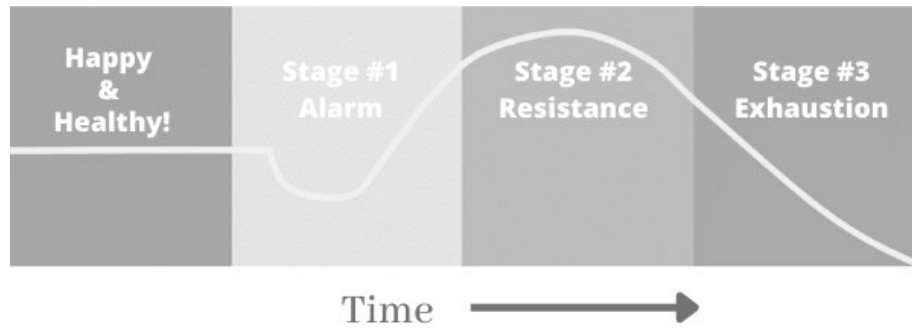 Happy
&
Healthy!
Stage #1
Alarm
Stage #2
Resistance
Stage #3
Exhaustion
Time